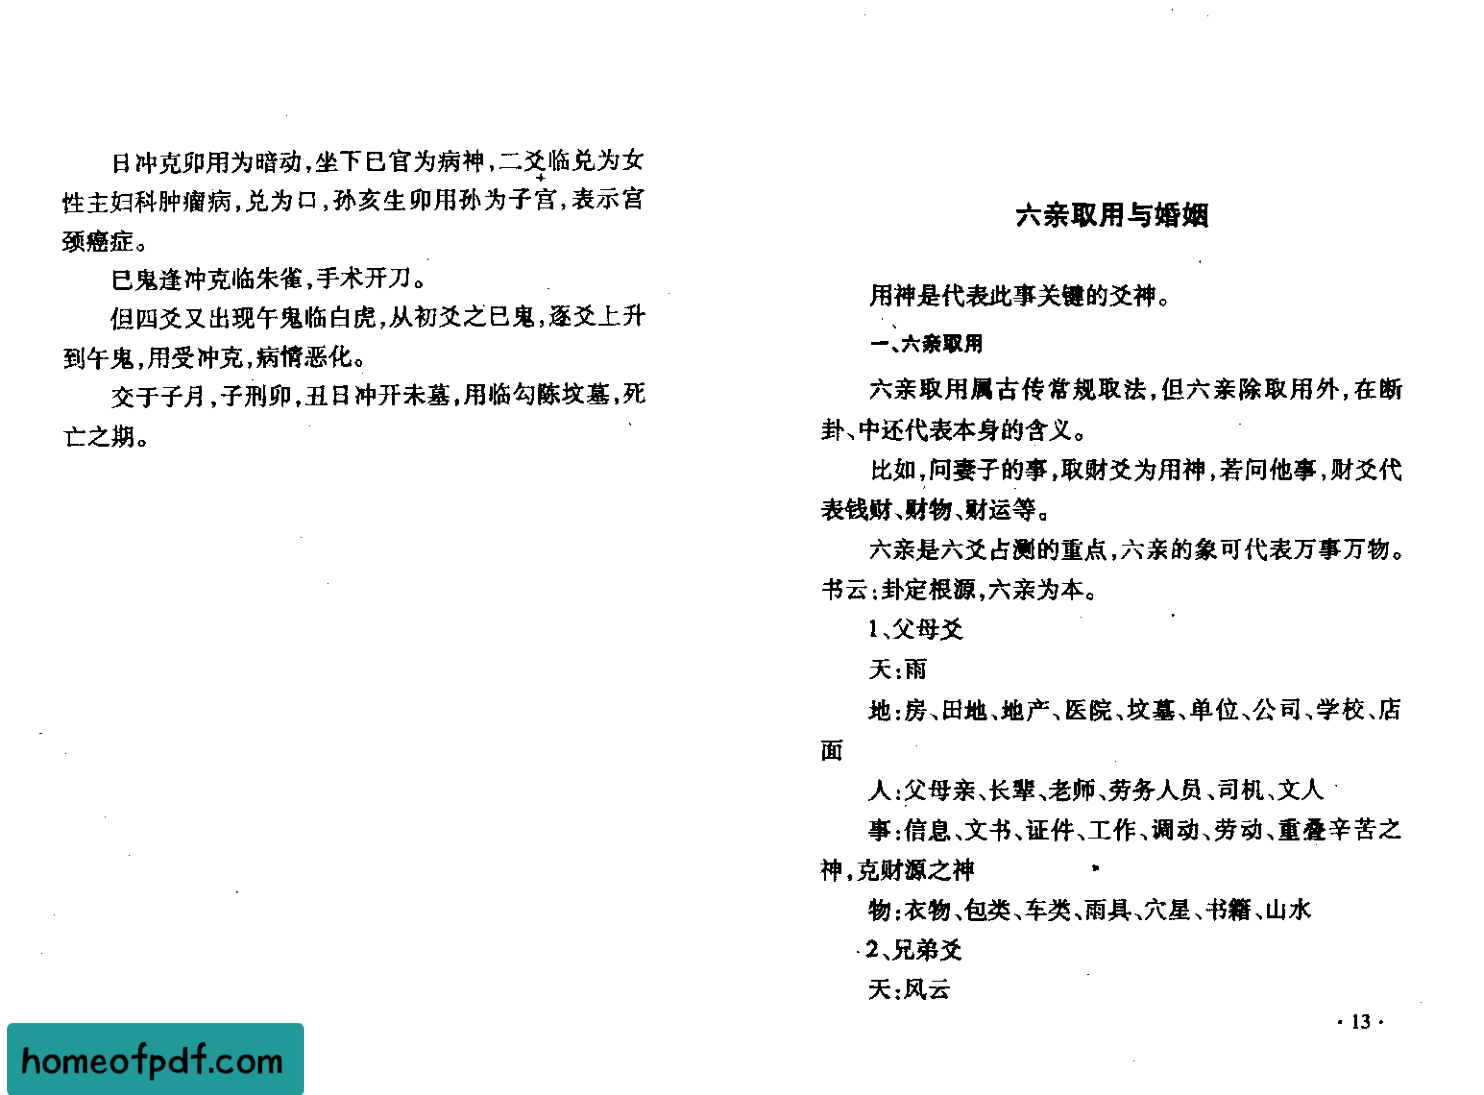 日冲克卯用为暗动,坐下巳官为病神,二爻临兑为女
性主妇科肿瘤病,兑为口,孙亥生卯用孙为子宫,表示宫
颈癌症。
巳鬼逢冲克临朱雀,手术开刀。
但四爻又出现午鬼临白虎,从初爻之巳鬼,逐爻上升
到午鬼,用受冲克,病情恶化。
交于子月,子刑卯,丑日冲开未墓,用临勾陈坟墓,死
亡之期。
六亲取用与婚姻
用神是代表此事关键的爻神。
一、六亲取用
六亲取用属古传常规取法,但六亲除取用外,在断
卦、中还代表本身的含义。
比如,问妻子的事,取财爻为用神,若问他事,财爻代
表钱财、财物、财运等。
六亲是六爻占测的重点,六亲的象可代表万事万物。
书云:卦定根源,六亲为本。
1、父母爻
天:雨
地:房、田地、地产、医院、坟墓、单位、公司、学校、店
面
人:父母亲、长辈、老师、劳务人员、司机、文人
事:信息、文书、证件、工作、调动、劳动、重叠辛苦之
神,克财源之神
物:衣物、包类、车类、雨具、穴星、书籍、山水
2、兄弟爻
天:风云
·13·
homeofpdf.com